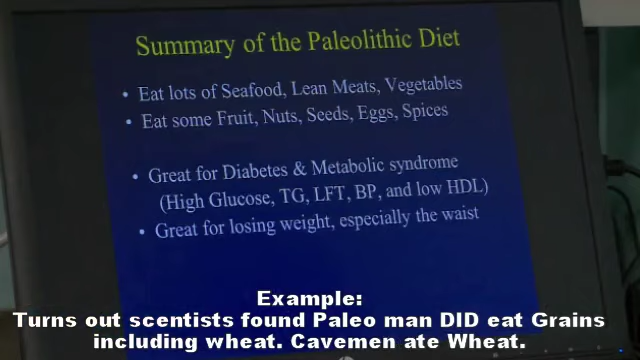 Summary of the Paleolithic Diet
• Eat lots of Seafood, Lean Meats, Vegetables
• Eat some Fruit, Nuts, Seeds, Eggs, Spices
• Great for Diabetes & Metabolic syndrome
(High Glucose, TG, LFT, BP, and low HDL)
• Great for losing weight, especially the waist
Example:
Turns out scientists found Paleo man DID eat Grains
including wheat. Cavemen ate Wheat.